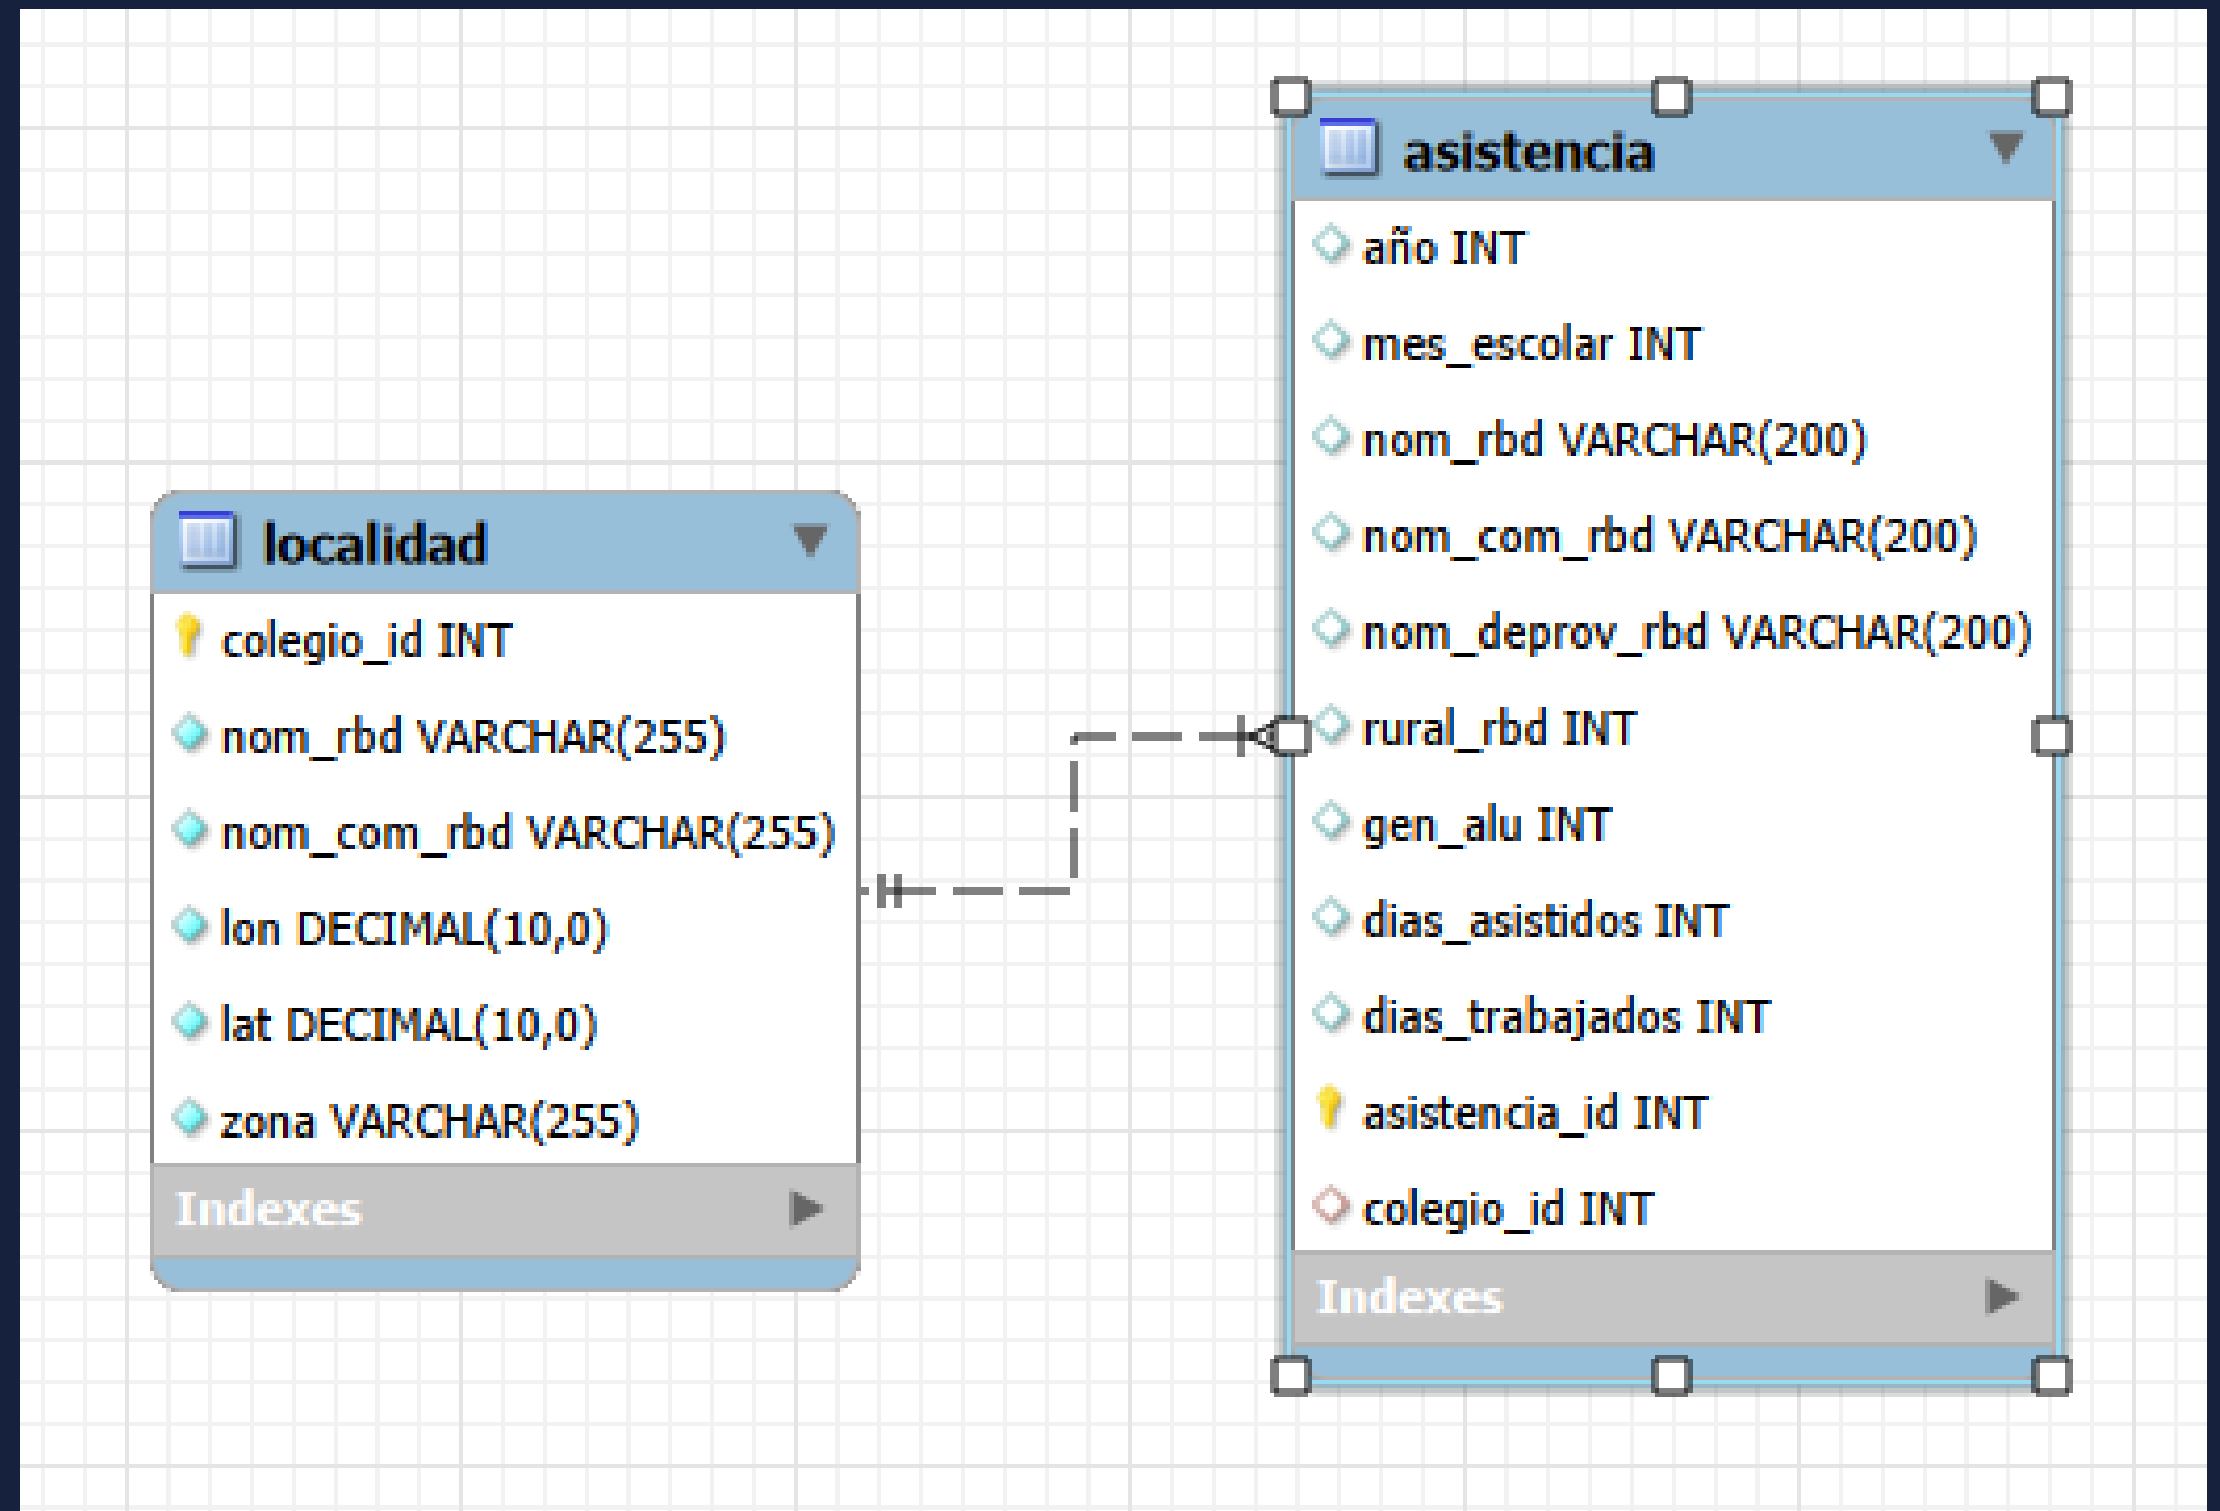 localidad
colegio_id INT
nom_rbd VARCHAR(255)
nom_com_rbd VARCHAR(255)
lon DECIMAL(10,0)
lat DECIMAL(10,0)
zona VARCHAR(255)
Indexes
asistencia
año INT
mes_escolar INT
nom_rbd VARCHAR(200)
nom_com_rbd VARCHAR(200)
nom_deprov_rbd VARCHAR(200)
rural_rbd INT
gen_alu INT
dias_asistidos INT
dias_trabajados INT
asistencia_id INT
colegio_id INT
Indexes